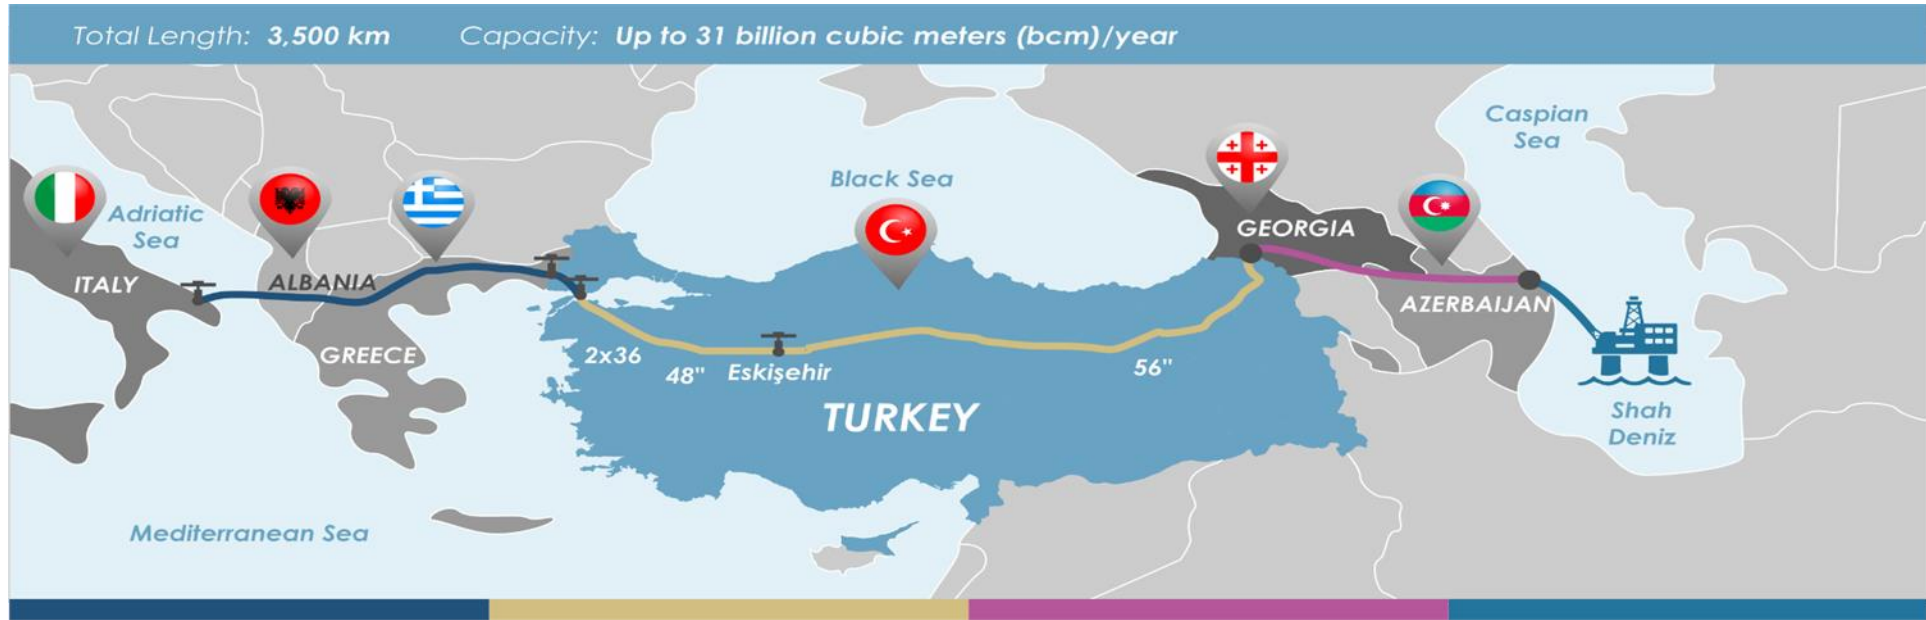 Total Length: 3,500 km Capacity: Up to 31 billion cubic meters (bcm)/year
Caspian
Sea
Black Sea
Adriatic
Sea
GEORGIA
ITALY
ALBANIA
AZERBAIJAN
GREECE
2x36
48"
Eskişehir
56"
TURKEY
Shah
Deniz
Mediterranean Sea